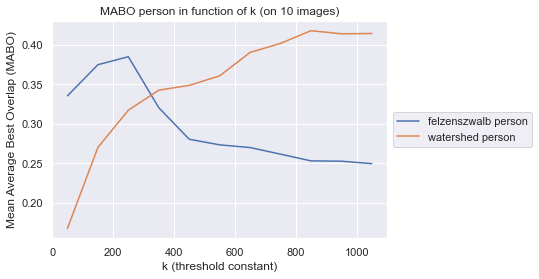 MABO person in function of k (on 10 images)
Mean Average Best Overlap (MABO)
0.40
0.35
0.30
0.25
0.20
0 200 400 600 800 1000
k (threshold constant)
felzenszwalb person
watershed person